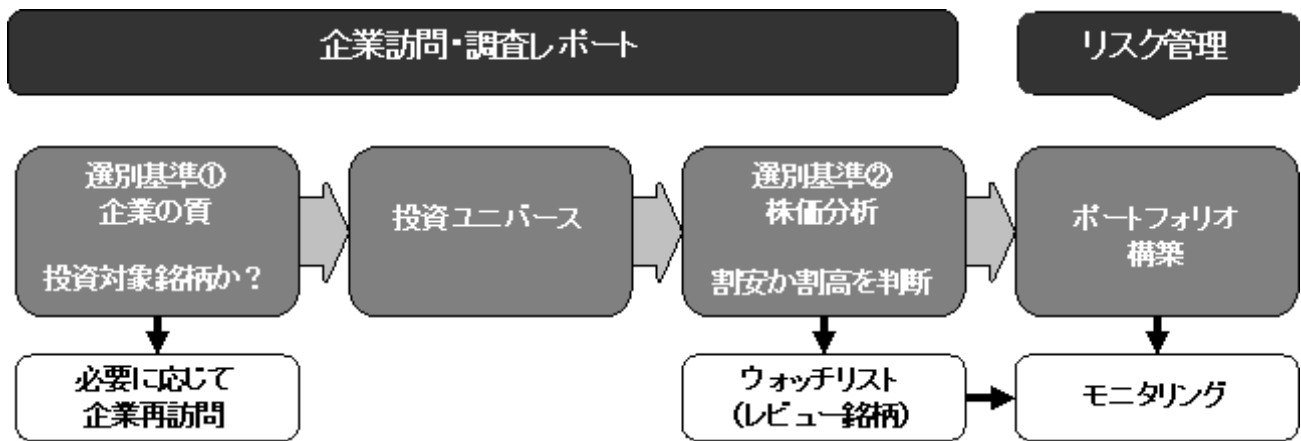 企業訪問・調査レポート
リスク管理
選別基準①
企業の質
投資対象銘柄か？
投資ユニバース
選別基準②
株価分析
割安か割高を判断
ポートフォリオ
構築
必要に応じて
企業再訪問
ウォッチリスト
(レビュー銘柄)
モニタリング